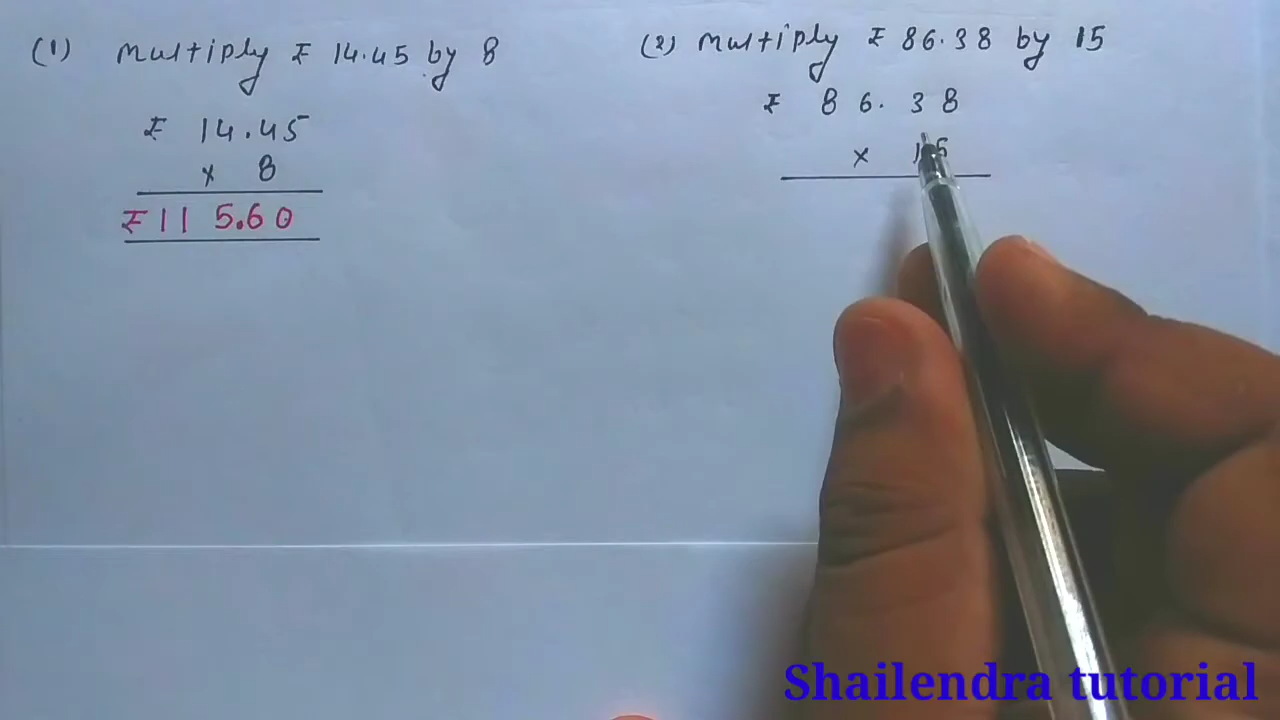 (1) Multiply ₹ 14.45 by 8
₹ 14.45
× 8
₹ 115.60
(2) Multiply ₹ 86.38 by 15
₹ 86.38
× 15
Shailendra tutorial